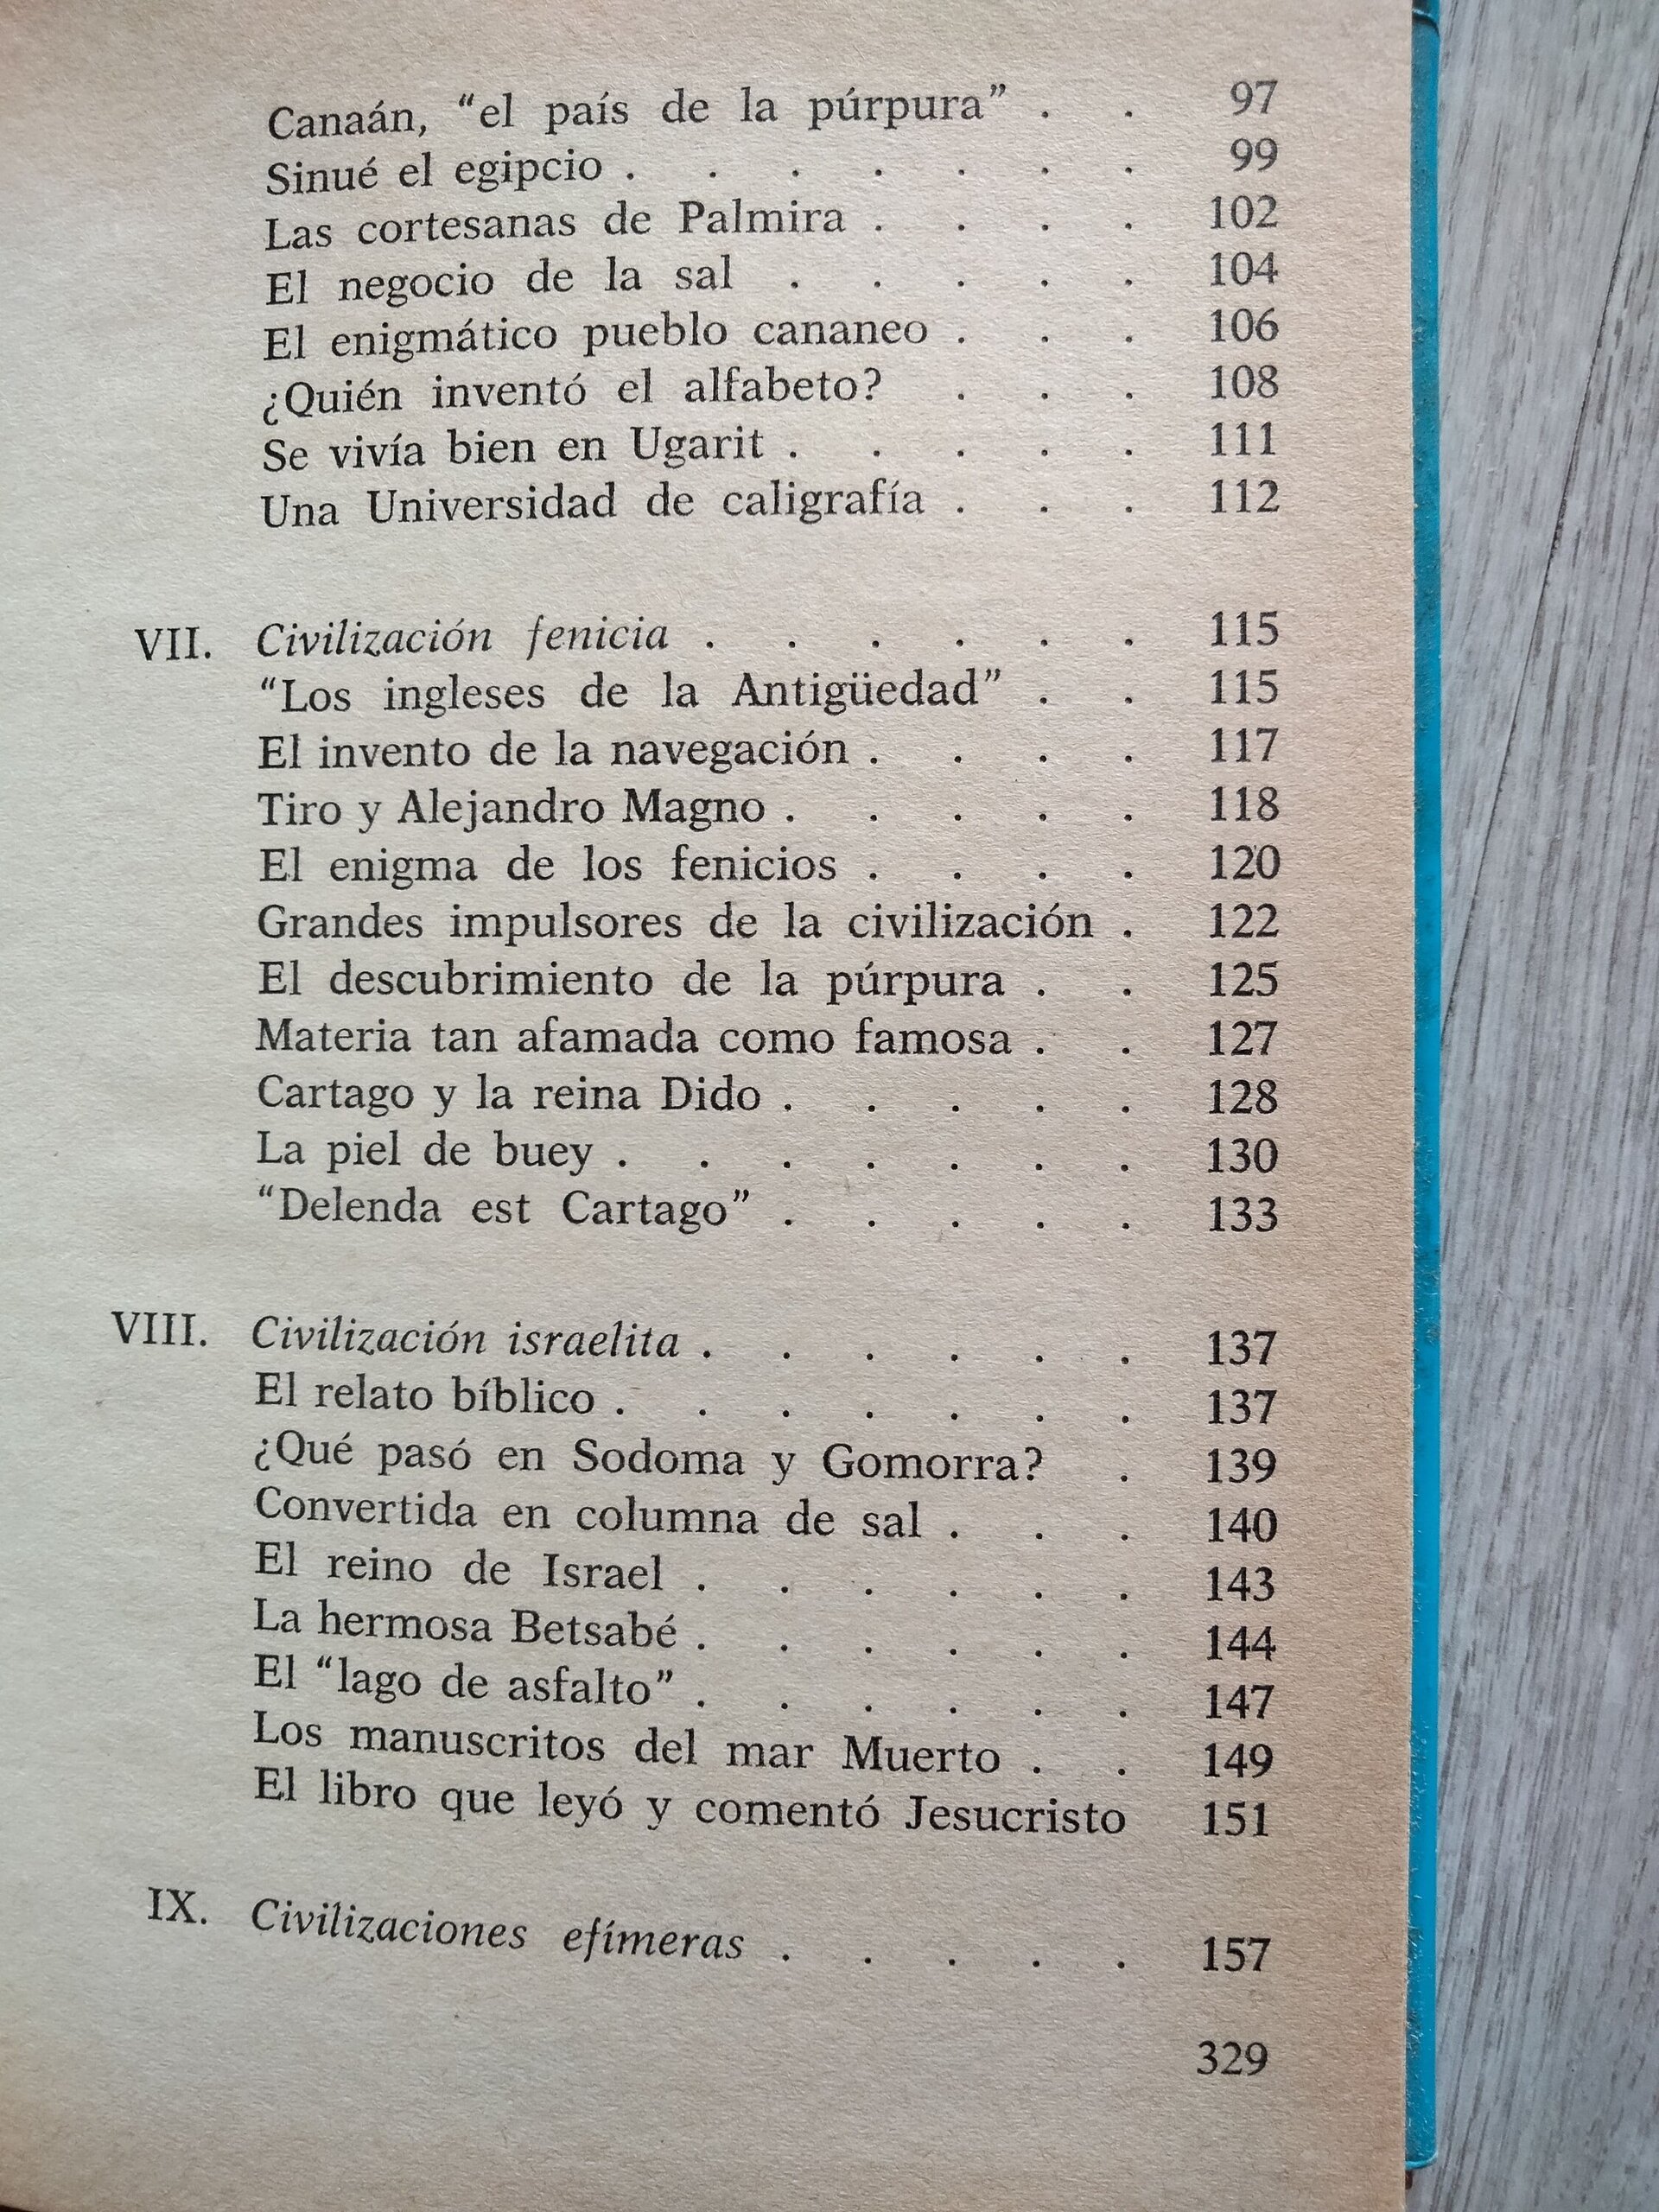 Canaán, “el país de la púrpura” . . 97
Sinué el egipcio . . . . . . . 99
Las cortesanas de Palmira . . . . 102
El negocio de la sal . . . . . 104
El enigmático pueblo cananeo . . . 106
¿Quién inventó el alfabeto? . . . 108
Se vivía bien en Ugarit . . . . . 111
Una Universidad de caligrafía . . . 112
VII. Civilización fenicia . . . . . . 115
“Los ingleses de la Antigüedad” . . 115
El invento de la navegación . . . . 117
Tiro y Alejandro Magno . . . . . 118
El enigma de los fenicios . . . . 120
Grandes impulsores de la civilización . 122
El descubrimiento de la púrpura . . 125
Materia tan afamada como famosa . . 127
Cartago y la reina Dido . . . . . 128
La piel de buey . . . . . . . 130
“Delenda est Cartago” . . . . . 133
VIII. Civilización israelita . . . . . . 137
El relato bíblico . . . . . . . 137
¿Qué pasó en Sodoma y Gomorra? . 139
Convertida en columna de sal . . . 140
El reino de Israel . . . . . . 143
La hermosa Betsabé . . . . . . 144
El “lago de asfalto” . . . . . . 147
Los manuscritos del mar Muerto . . 149
El libro que leyó y comentó Jesucristo 151
IX. Civilizaciones efímeras . . . . . 157
329